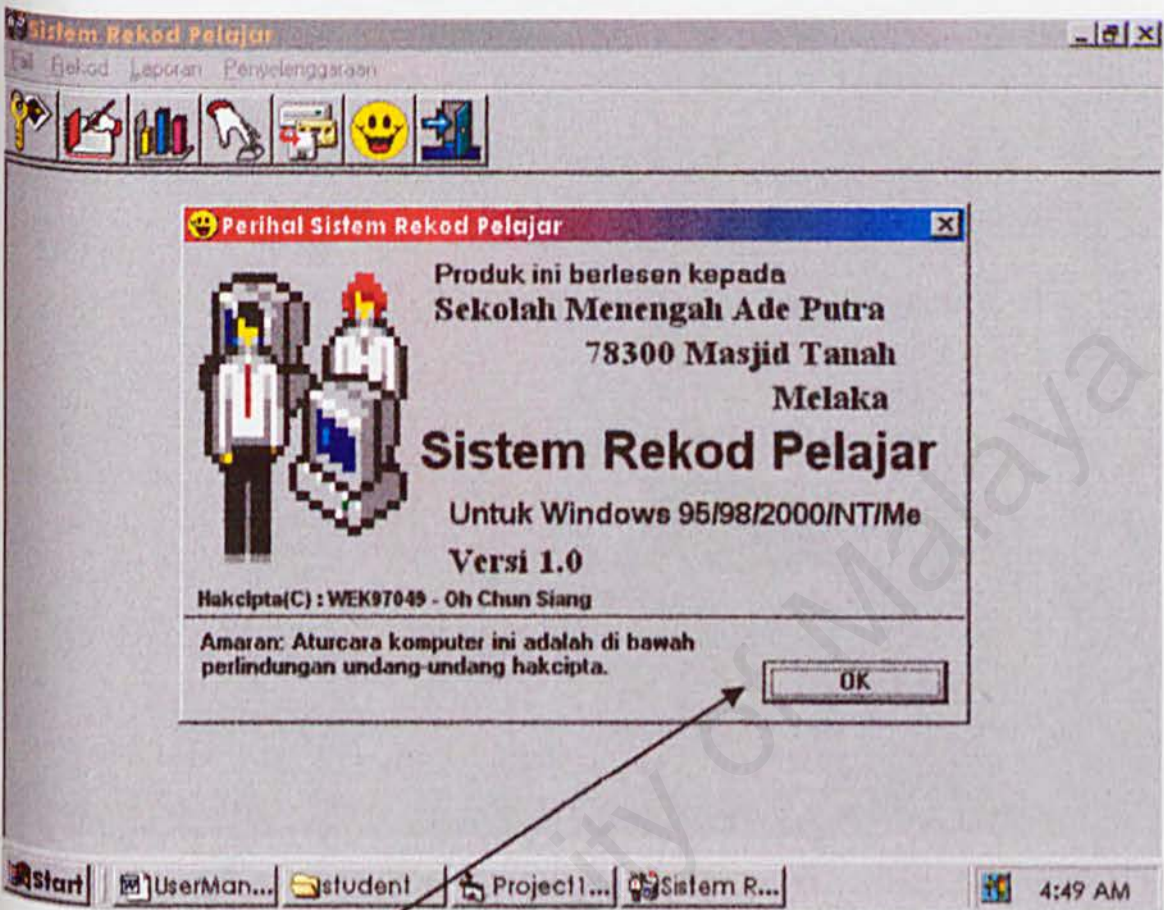 Sistem Rekod Pelajar
Fail Rekod Laporan Penyelenggaraan
Perihal Sistem Rekod Pelajar
Produk ini berlesen kepada
Sekolah Menengah Ade Putra
78300 Masjid Tanah
Melaka
Sistem Rekod Pelajar
Untuk Windows 95/98/2000/NT/Me
Versi 1.0
Hakcipta(C) : WEK97049 - Oh Chun Siang
Amaran: Aturcara komputer ini adalah di bawah
perlindungan undang-undang hakcipta.
OK
Start UserMan... student Project1... Sistem R... 4:49 AM
ity of Malaya